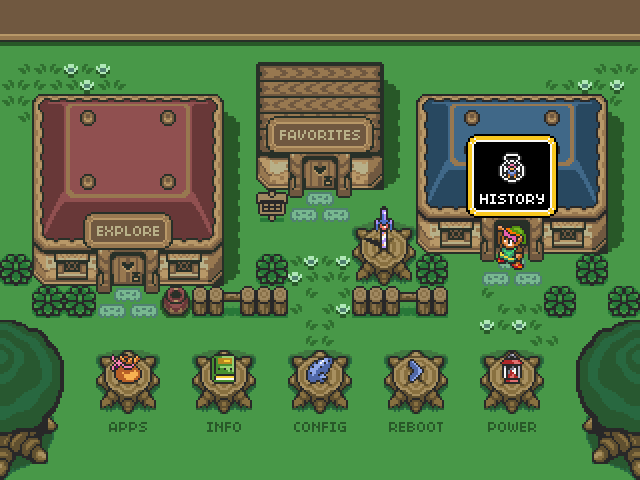 FAVORITES
HISTORY
EXPLORE
APPS
INFO
CONFIG
REBOOT
POWER